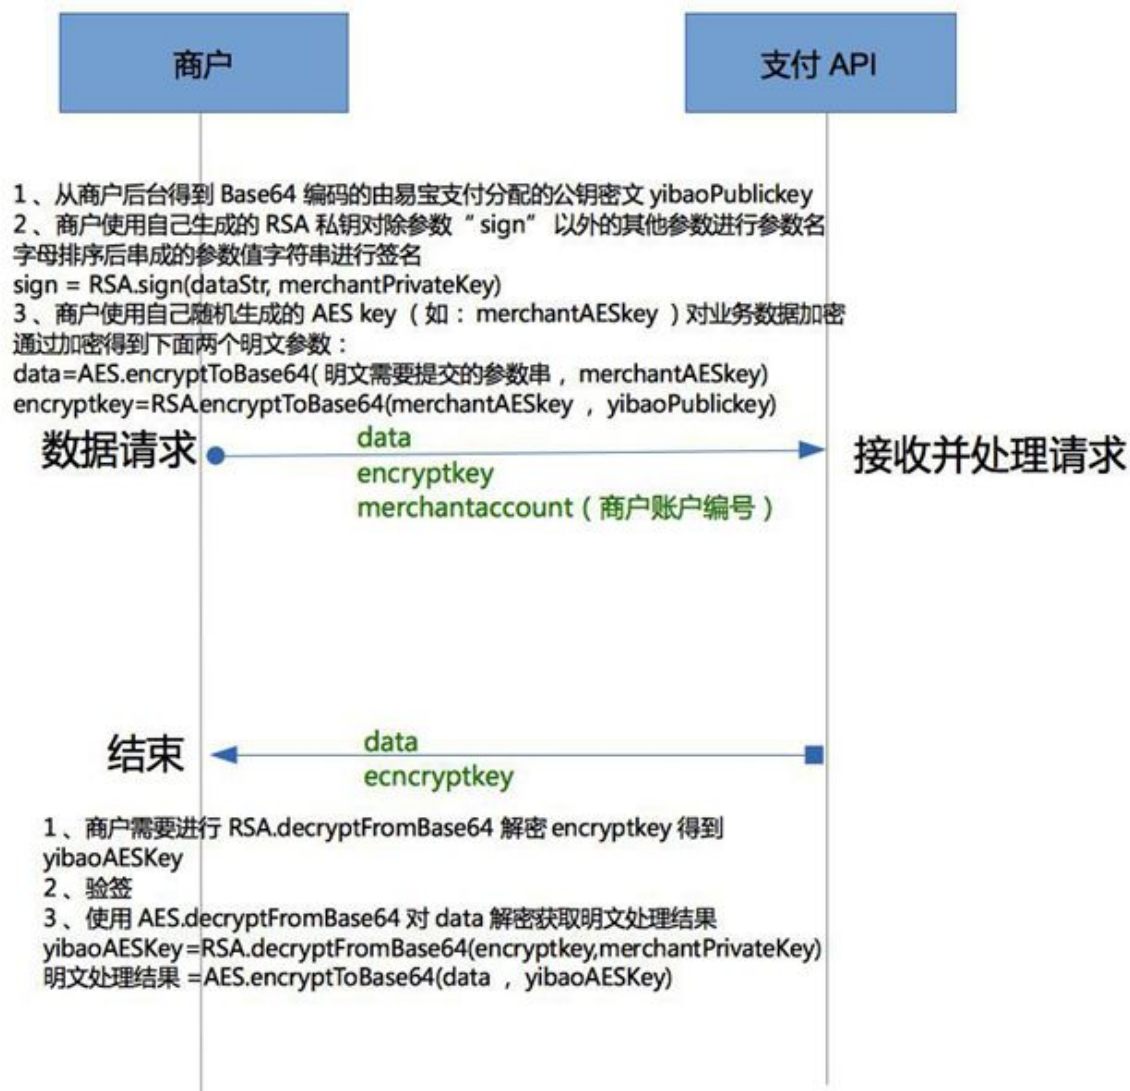 商户
支付 API
1 、从商户后台得到 Base64 编码的由易宝支付分配的公钥密文 yibaoPublickey
2 、商户使用自己生成的 RSA 私钥对除参数“ sign” 以外的其他参数进行参数名
字母排序后串成的参数值字符串进行签名
sign = RSA.sign(dataStr, merchantPrivateKey)
3 、商户使用自己随机生成的 AES key （ 如 ： merchantAESkey ）对业务数据加密
通过加密得到下面两个明文参数：
data=AES.encryptToBase64( 明文需要提交的参数串 ，merchantAESkey)
encryptkey=RSA.encryptToBase64(merchantAESkey ， yibaoPublickey)
数据请求
data
encryptkey
merchantaccount（ 商户账户编号 ）
接收并处理请求
结束
data
ecncryptkey
1 、商户需要进行 RSA.decryptFromBase64 解密 encryptkey 得到
yibaoAESKey
2 、验签
3 、使用 AES.decryptFromBase64 对 data 解密获取明文处理结果
yibaoAESKey=RSA.decryptFromBase64(encryptkey,merchantPrivateKey)
明文处理结果 =AES.encryptToBase64(data ， yibaoAESKey)